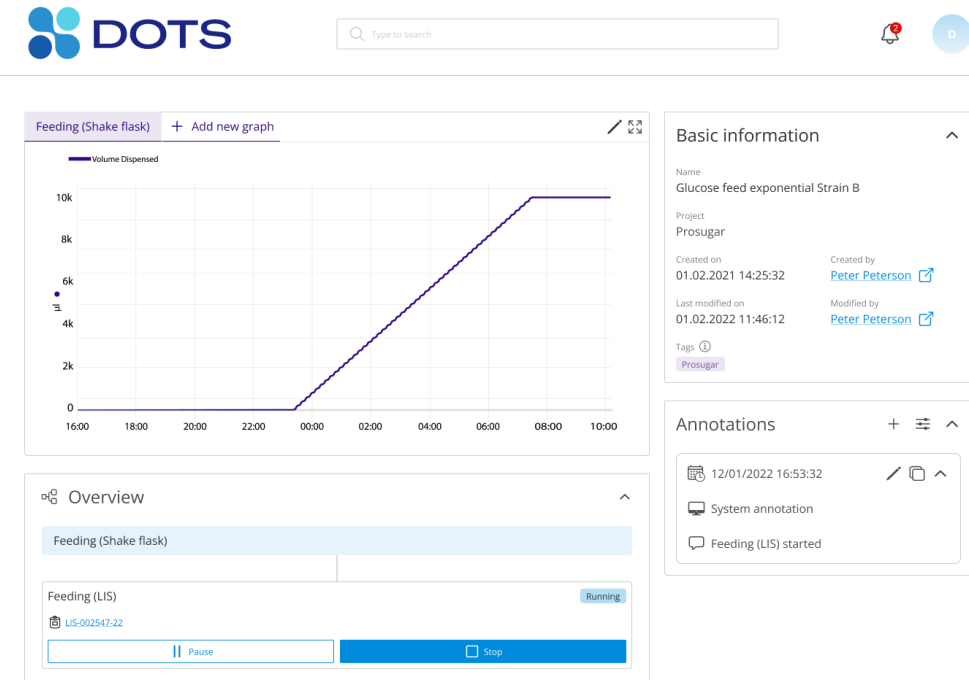 DOTS
Type to search
2
D
Feeding (Shake flask)
+ Add new graph
Volume Dispensed
10k
8k
6k
4k
2k
0
µl
16:00 18:00 20:00 22:00 00:00 02:00 04:00 06:00 08:00 10:00
Overview
Feeding (Shake flask)
Feeding (LIS)
Running
LIS-002547-22
Pause
Stop
Basic information
Name
Glucose feed exponential Strain B
Project
Prosugar
Created on Created by
01.02.2021 14:25:32 Peter Peterson
Last modified on Modified by
01.02.2022 11:46:12 Peter Peterson
Tags
Prosugar
Annotations
12/01/2022 16:53:32
System annotation
Feeding (LIS) started